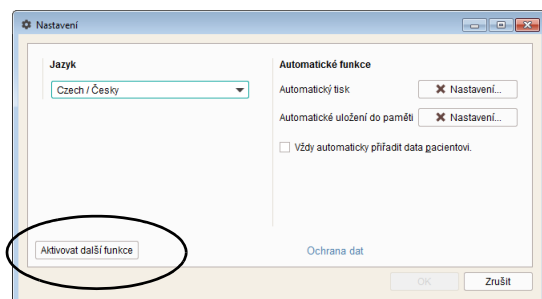 Nastavení
Jazyk
Czech / Česky
Automatické funkce
Automatický tisk
Nastavení...
Automatické uložení do paměti
Nastavení...
Vždy automaticky přiřadit data pacientovi.
Aktivovat další funkce
Ochrana dat
OK
Zrušit